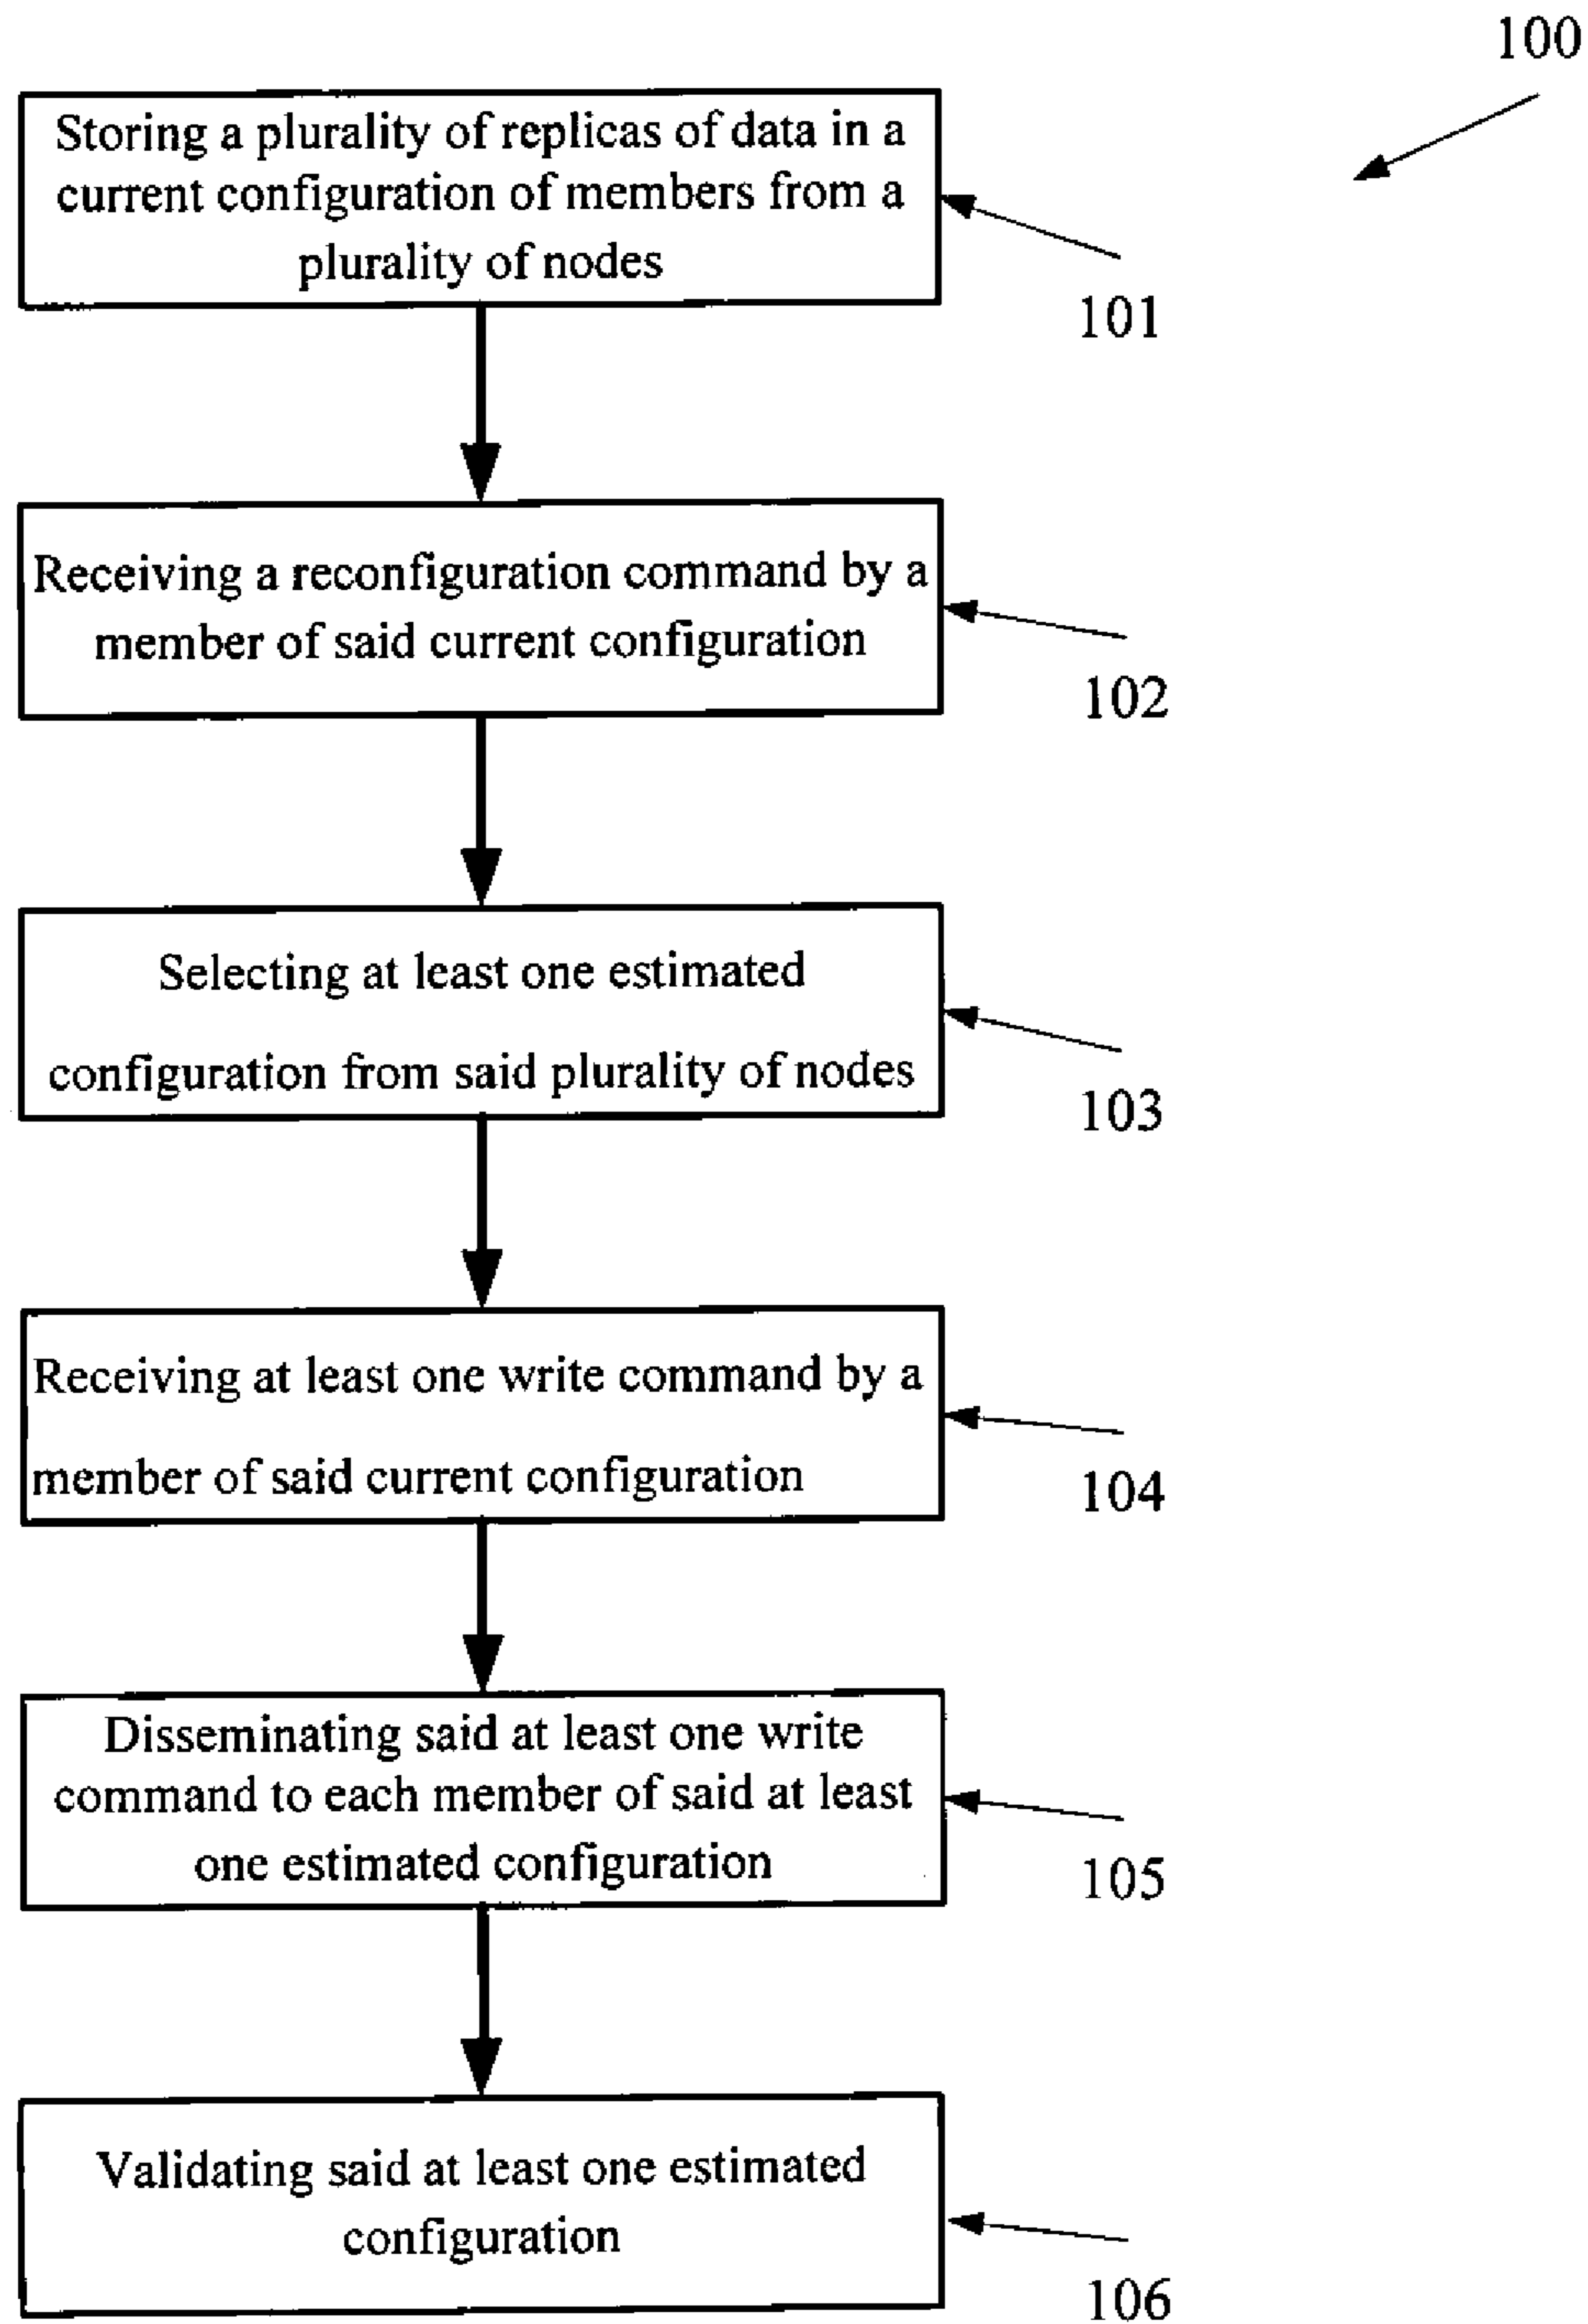 100
Storing a plurality of replicas of data in a
current configuration of members from a
plurality of nodes
101
Receiving a reconfiguration command by a
member of said current configuration
102
Selecting at least one estimated
configuration from said plurality of nodes
103
Receiving at least one write command by a
member of said current configuration
104
Disseminating said at least one write
command to each member of said at least
one estimated configuration
105
Validating said at least one estimated
configuration
106